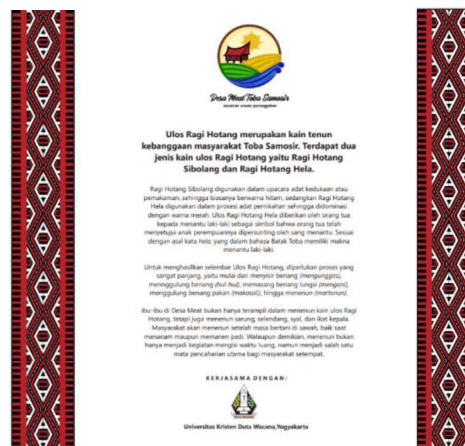 Desa Meat Toba Samosir
Ulos Ragi Hotang merupakan kain tenun
kebanggaan masyarakat Toba Samosir. Terdapat dua
jenis kain ulos Ragi Hotang yaitu Ragi Hotang
Sibolang dan Ragi Hotang Hela.
Ragi Hotang Sibolang digunakan dalam upacara adat kedukaan atau
pemakaman, sehingga biasanya berwarna hitam, sedangkan Ragi Hotang
Hela digunakan dalam prosesi adat pernikahan sehingga didominasi
dengan warna merah. Ulos Ragi Hotang Hela diberikan oleh orang tua
kepada menantu laki-laki sebagai simbol bahwa orang tua telah
menyetujui anak perempuannya dipersunting oleh sang menantu. Sesuai
dengan asal kata hela, yang dalam bahasa Batak Toba memiliki makna
menantu laki-laki.
Untuk menghasilkan selembar Ulos Ragi Hotang, diperlukan proses yang
sangat panjang, yaitu mulai dari menyisir benang (mengunggas),
menggulung benang (hul-hul), memasang benang lungsi (mangani),
menggulung benang pakan (makosoli), hingga menenun (martonun).
Ibu-ibu di Desa Meat bukan hanya terampil dalam menenun kain ulos Ragi
Hotang, tetapi juga menenun sarung, selendang, syal, dan ikat kepala.
Masyarakat akan menenun setelah masa bertani di sawah, baik saat
menanam maupun memanen padi. Walaupun demikian, menenun bukan
hanya menjadi kegiatan mengisi waktu luang, namun menjadi salah satu
mata pencaharian utama bagi masyarakat setempat.
KERJASAMA DENGAN:
Universitas Kristen Duta Wacana,Yogyakarta